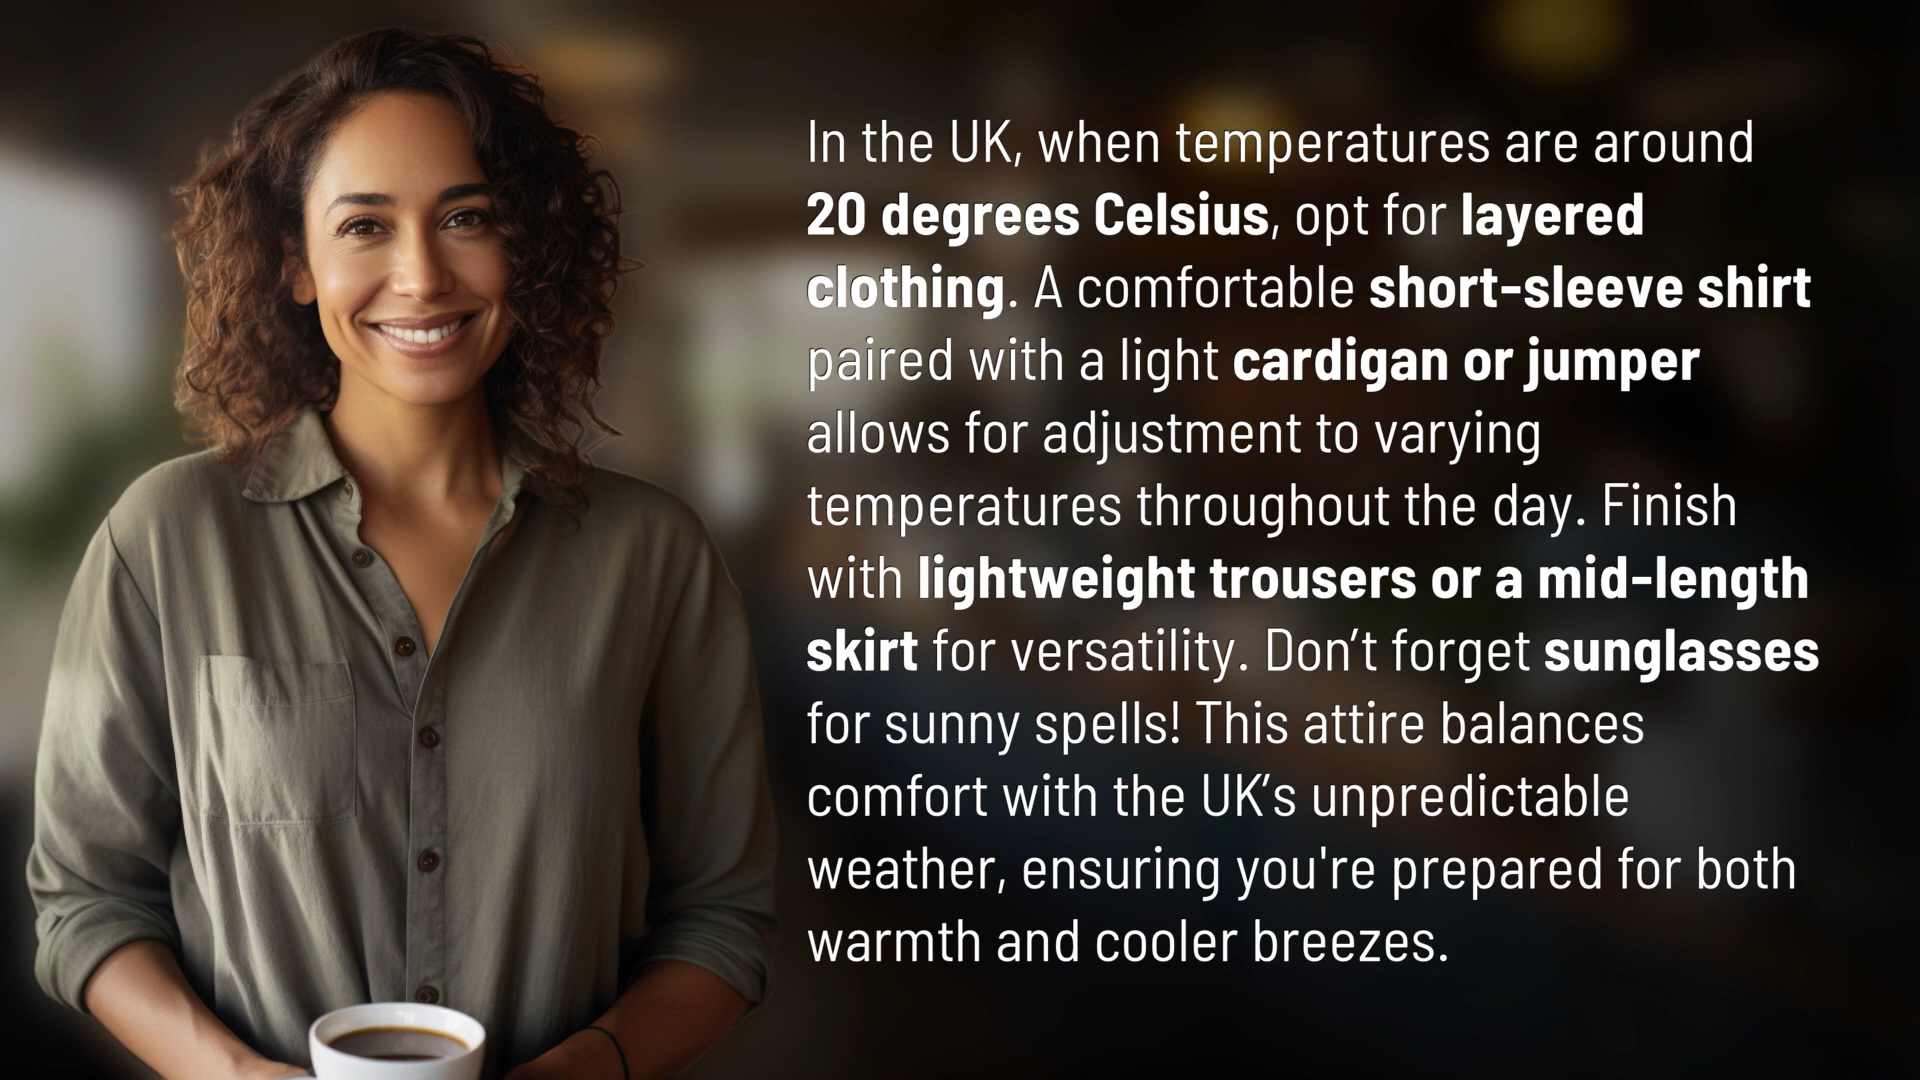 In the UK, when temperatures are around
20 degrees Celsius, opt for layered
clothing. A comfortable short-sleeve shirt
paired with a light cardigan or jumper
allows for adjustment to varying
temperatures throughout the day. Finish
with lightweight trousers or a mid-length
skirt for versatility. Don’t forget sunglasses
for sunny spells! This attire balances
comfort with the UK’s unpredictable
weather, ensuring you're prepared for both
warmth and cooler breezes.